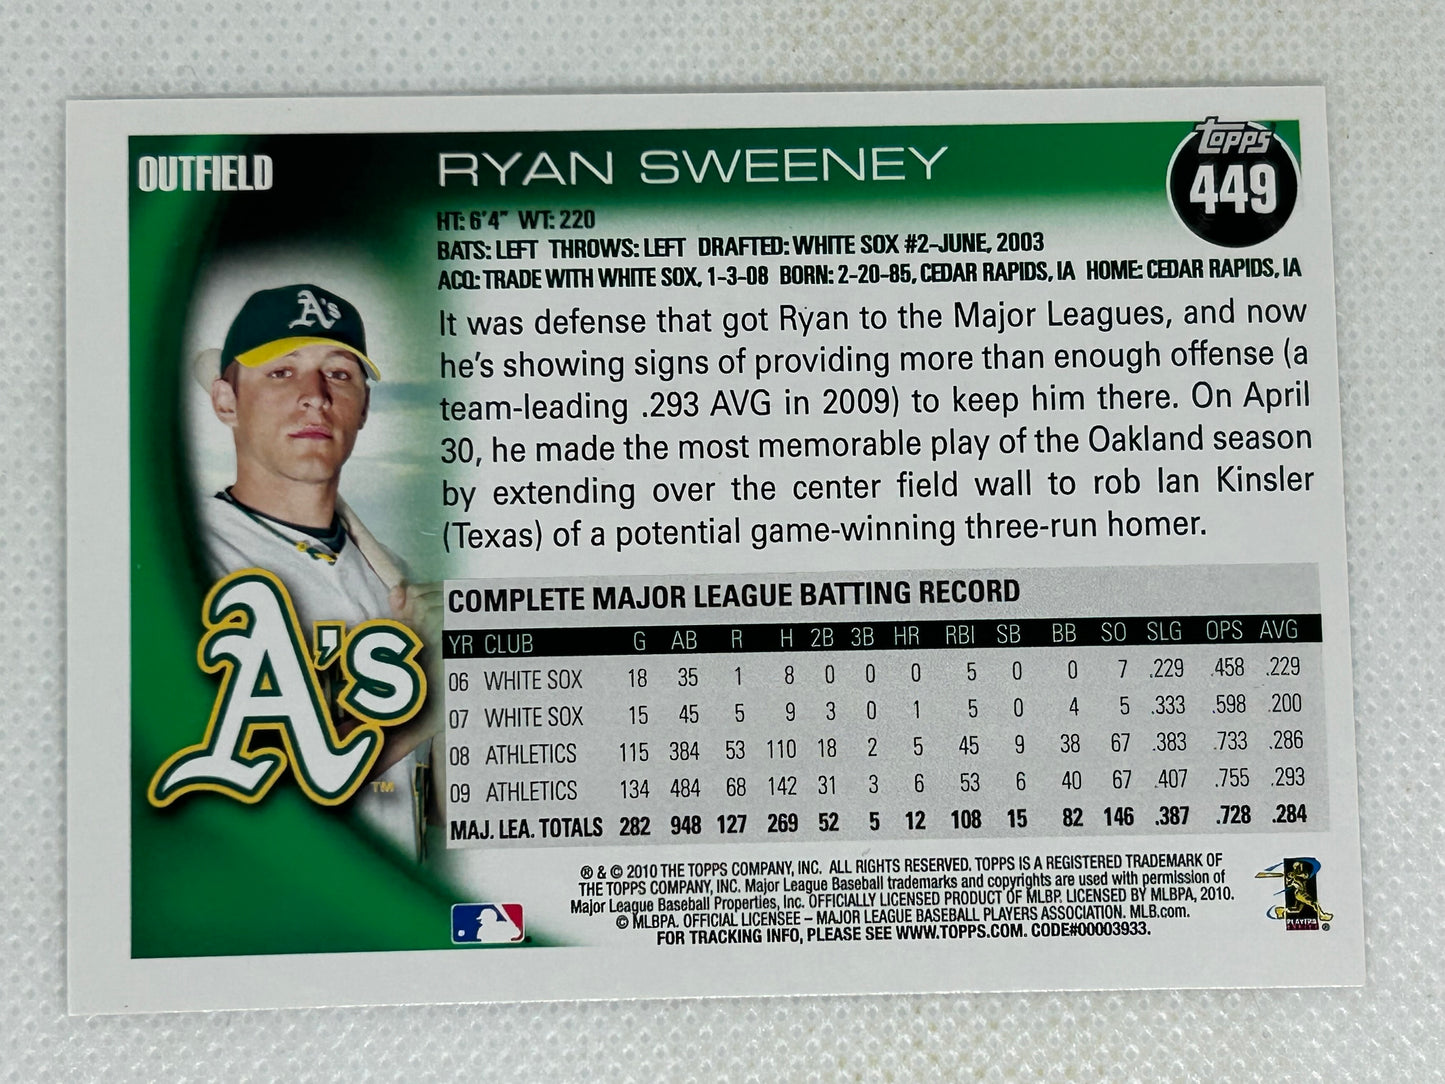 OUTFIELD
RYAN SWEENEY
Topps
449
HT: 6'4" WT: 220
BATS: LEFT THROWS: LEFT DRAFTED: WHITE SOX #2-JUNE, 2003
ACQ: TRADE WITH WHITE SOX, 1-3-08 BORN: 2-20-85, CEDAR RAPIDS, IA HOME: CEDAR RAPIDS, IA
It was defense that got Ryan to the Major Leagues, and now
he's showing signs of providing more than enough offense (a
team-leading .293 AVG in 2009) to keep him there. On April
30, he made the most memorable play of the Oakland season
by extending over the center field wall to rob Ian Kinsler
(Texas) of a potential game-winning three-run homer.
A's
A's
TM
COMPLETE MAJOR LEAGUE BATTING RECORD
YR CLUB G AB R H 2B 3B HR RBI SB BB SO SLG OPS AVG
06 WHITE SOX 18 35 1 8 0 0 0 5 0 0 7 .229 .458 .229
07 WHITE SOX 15 45 5 9 3 0 1 5 0 4 5 .333 .598 .200
08 ATHLETICS 115 384 53 110 18 2 5 45 9 38 67 .383 .733 .286
09 ATHLETICS 134 484 68 142 31 3 6 53 6 40 67 .407 .755 .293
MAJ. LEA. TOTALS 282 948 127 269 52 5 12 108 15 82 146 .387 .728 .284
® & © 2010 THE TOPPS COMPANY, INC. ALL RIGHTS RESERVED. TOPPS IS A REGISTERED TRADEMARK OF
THE TOPPS COMPANY, INC. Major League Baseball trademarks and copyrights are used with permission of
Major League Baseball Properties, Inc. OFFICIALLY LICENSED PRODUCT OF MLBP. LICENSED BY MLBPA, 2010.
© MLBPA. OFFICIAL LICENSEE – MAJOR LEAGUE BASEBALL PLAYERS ASSOCIATION. MLB.com.
FOR TRACKING INFO, PLEASE SEE WWW.TOPPS.COM. CODE#00003933.
PLAYERS
®